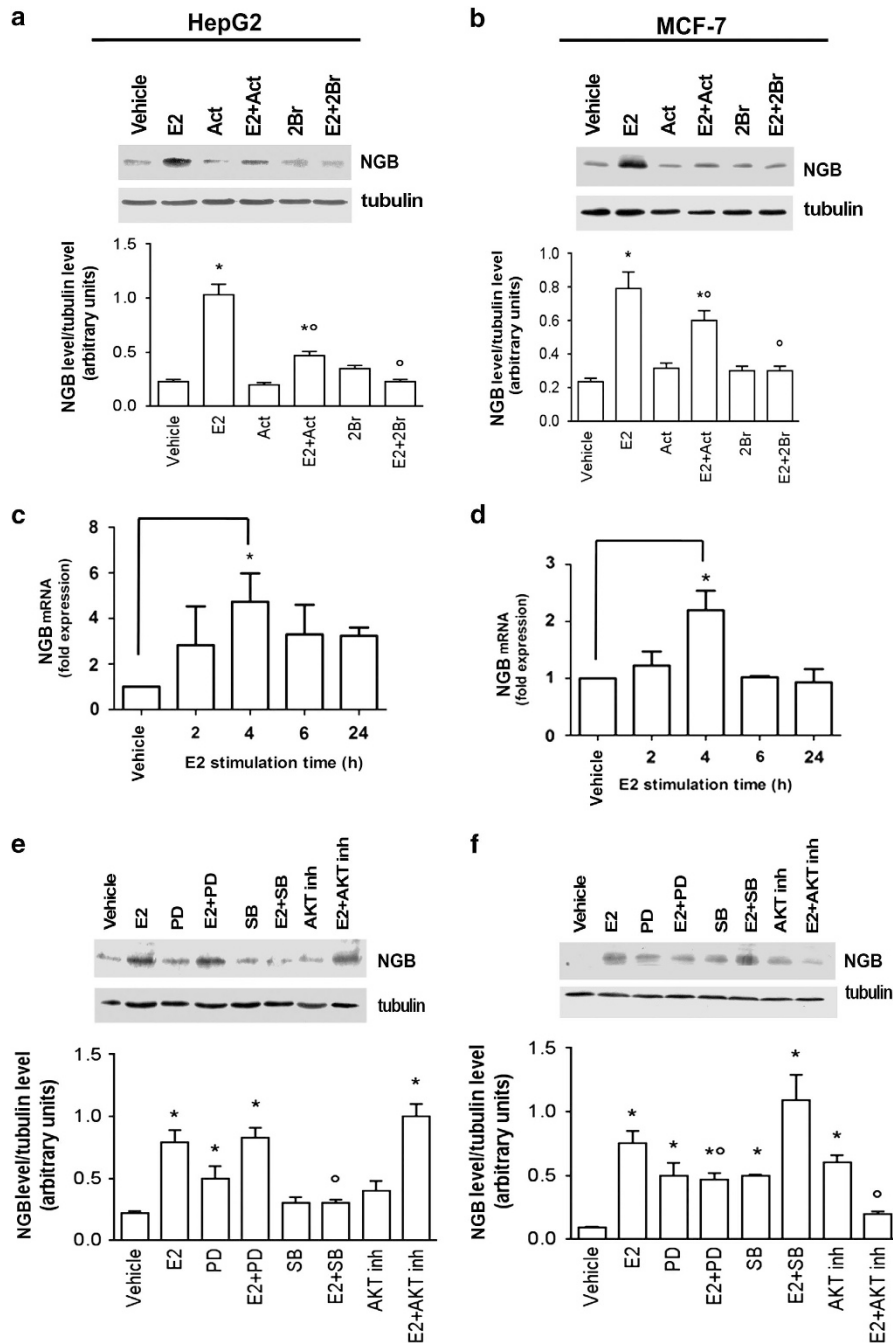 a
HepG2
Vehicle
E2
Act
E2+Act
2Br
E2+2Br
NGB
tubulin
NGB level/tubulin level
(arbitrary units)
1.5
1.0
0.5
0.0
*
*°
°
Vehicle
E2
Act
E2+Act
2Br
E2+2Br
b
MCF-7
Vehicle
E2
Act
E2+Act
2Br
E2+2Br
NGB
tubulin
NGB level/tubulin level
(arbitrary units)
1.0
0.8
0.6
0.4
0.2
0.0
*
*°
°
Vehicle
E2
Act
E2+Act
2Br
E2+2Br
c
NGB mRNA
(fold expression)
8
6
4
2
0
*
Vehicle
2
4
6
24
E2 stimulation time (h)
d
NGB mRNA
(fold expression)
3
2
1
0
*
Vehicle
2
4
6
24
E2 stimulation time (h)
e
Vehicle
E2
PD
E2+PD
SB
E2+SB
AKT inh
E2+AKT inh
NGB
tubulin
NGB level/tubulin level
(arbitrary units)
1.5
1.0
0.5
0.0
*
*
*
°
*
Vehicle
E2
PD
E2+PD
SB
E2+SB
AKT inh
E2+AKT inh
f
Vehicle
E2
PD
E2+PD
SB
E2+SB
AKT inh
E2+AKT inh
NGB
tubulin
NGB level/tubulin level
(arbitrary units)
1.5
1.0
0.5
0.0
*
*
*°
*
*
*
°
Vehicle
E2
PD
E2+PD
SB
E2+SB
AKT inh
E2+AKT inh